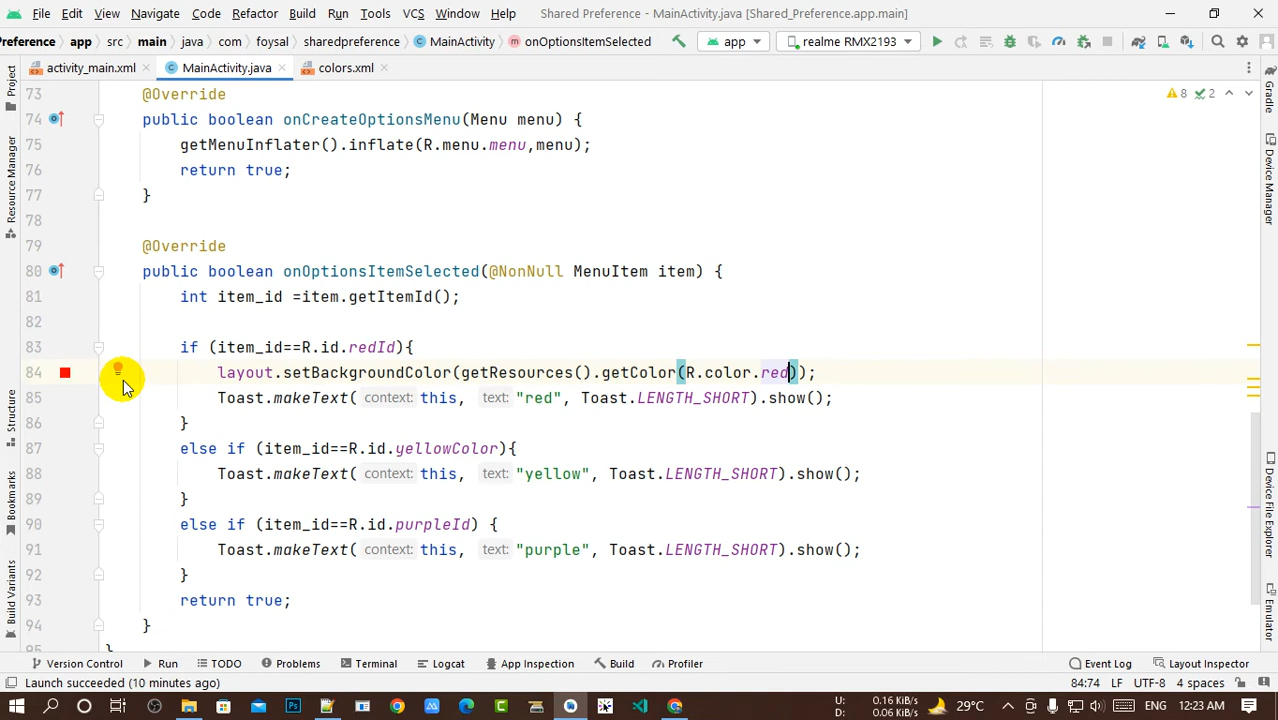 File Edit View Navigate Code Refactor Build Run Tools VCS Window Help Shared Preference - MainActivity.java [Shared_Preference.app.main]
Preference app src main java com foysal sharedpreference MainActivity onOptionsItemSelected app realme RMX2193
activity_main.xml MainActivity.java colors.xml
8 2
73 @Override
74 public boolean onCreateOptionsMenu(Menu menu) {
75 getMenuInflater().inflate(R.menu.menu,menu);
76 return true;
77 }
78
79 @Override
80 public boolean onOptionsItemSelected(@NonNull MenuItem item) {
81 int item_id =item.getItemId();
82
83 if (item_id==R.id.redId){
84 layout.setBackgroundColor(getResources().getColor(R.color.red));
85 Toast.makeText( context: this, text: "red", Toast.LENGTH_SHORT).show();
86 }
87 else if (item_id==R.id.yellowColor){
88 Toast.makeText( context: this, text: "yellow", Toast.LENGTH_SHORT).show();
89 }
90 else if (item_id==R.id.purpleId) {
91 Toast.makeText( context: this, text: "purple", Toast.LENGTH_SHORT).show();
92 }
93 return true;
94 }
95 }
Project
Resource Manager
Structure
Bookmarks
Build Variants
Gradle
Device Manager
Device File Explorer
Emulator
Version Control Run TODO Problems Terminal Logcat App Inspection Build Profiler Event Log Layout Inspector
Launch succeeded (10 minutes ago) 84:74 LF UTF-8 4 spaces
U: 0.16 KiB/s
D: 0.06 KiB/s
29°C ENG 12:23 AM